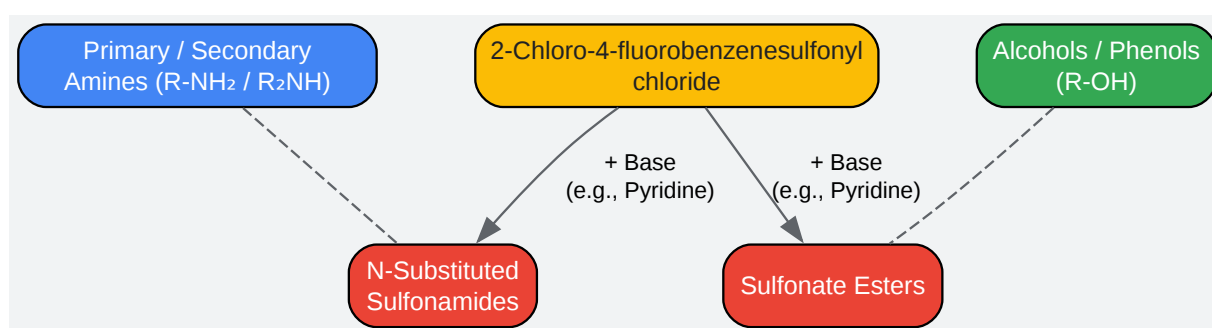 Primary / Secondary
Amines (R-NH₂ / R₂NH)
2-Chloro-4-fluorobenzenesulfonyl
chloride
Alcohols / Phenols
(R-OH)
+ Base
(e.g., Pyridine)
+ Base
(e.g., Pyridine)
N-Substituted
Sulfonamides
Sulfonate Esters